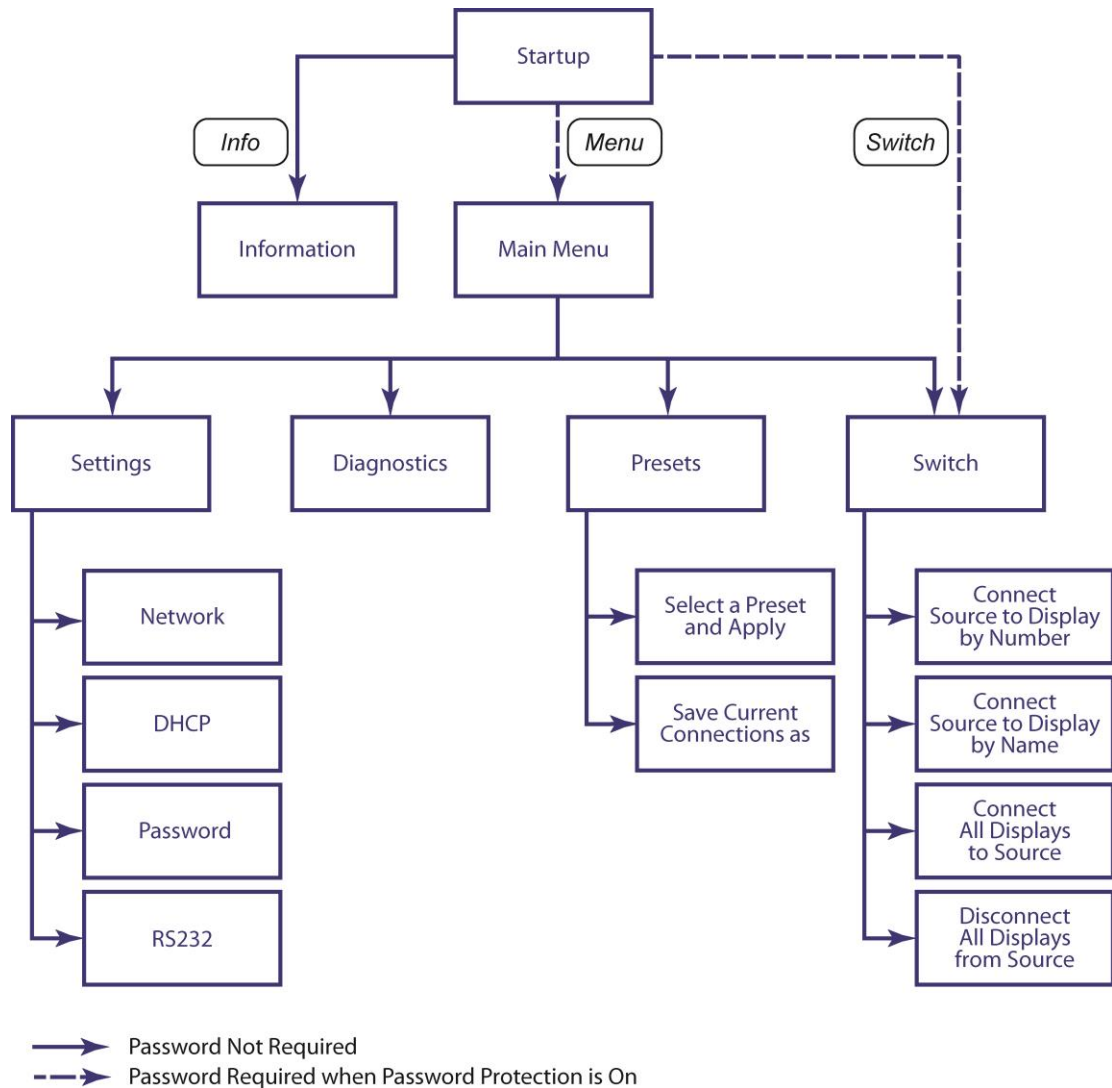 Startup
Info
Menu
Switch
Information
Main Menu
Settings
Diagnostics
Presets
Switch
Network
DHCP
Password
RS232
Select a Preset
and Apply
Save Current
Connections as
Connect
Source to Display
by Number
Connect
Source to Display
by Name
Connect
All Displays
to Source
Disconnect
All Displays
from Source
Password Not Required
Password Required when Password Protection is On